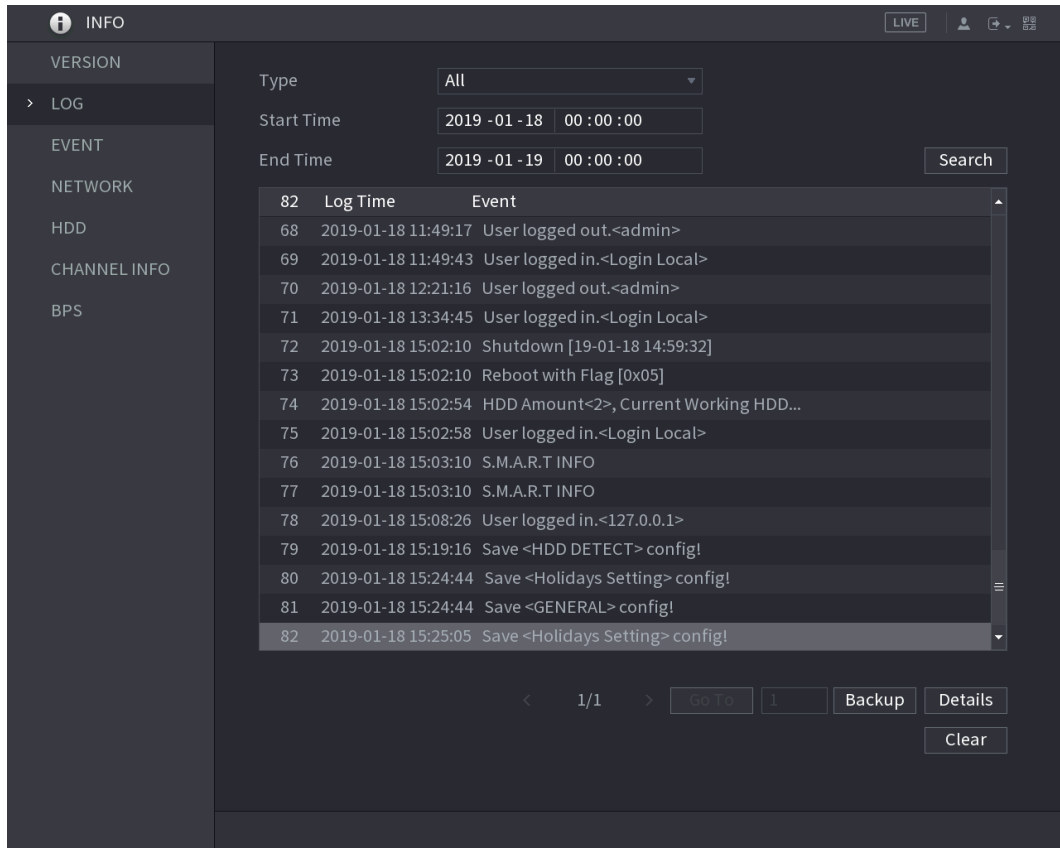 INFO
LIVE
VERSION
LOG
EVENT
NETWORK
HDD
CHANNEL INFO
BPS
Type All
Start Time 2019 -01 -18 00 :00 :00
End Time 2019 -01 -19 00 :00 :00
Search
82 Log Time Event
68 2019-01-18 11:49:17 User logged out.<admin>
69 2019-01-18 11:49:43 User logged in.<Login Local>
70 2019-01-18 12:21:16 User logged out.<admin>
71 2019-01-18 13:34:45 User logged in.<Login Local>
72 2019-01-18 15:02:10 Shutdown [19-01-18 14:59:32]
73 2019-01-18 15:02:10 Reboot with Flag [0x05]
74 2019-01-18 15:02:54 HDD Amount<2>, Current Working HDD...
75 2019-01-18 15:02:58 User logged in.<Login Local>
76 2019-01-18 15:03:10 S.M.A.R.T INFO
77 2019-01-18 15:03:10 S.M.A.R.T INFO
78 2019-01-18 15:08:26 User logged in.<127.0.0.1>
79 2019-01-18 15:19:16 Save <HDD DETECT> config!
80 2019-01-18 15:24:44 Save <Holidays Setting> config!
81 2019-01-18 15:24:44 Save <GENERAL> config!
82 2019-01-18 15:25:05 Save <Holidays Setting> config!
< 1/1 > Go To 1 Backup Details
Clear